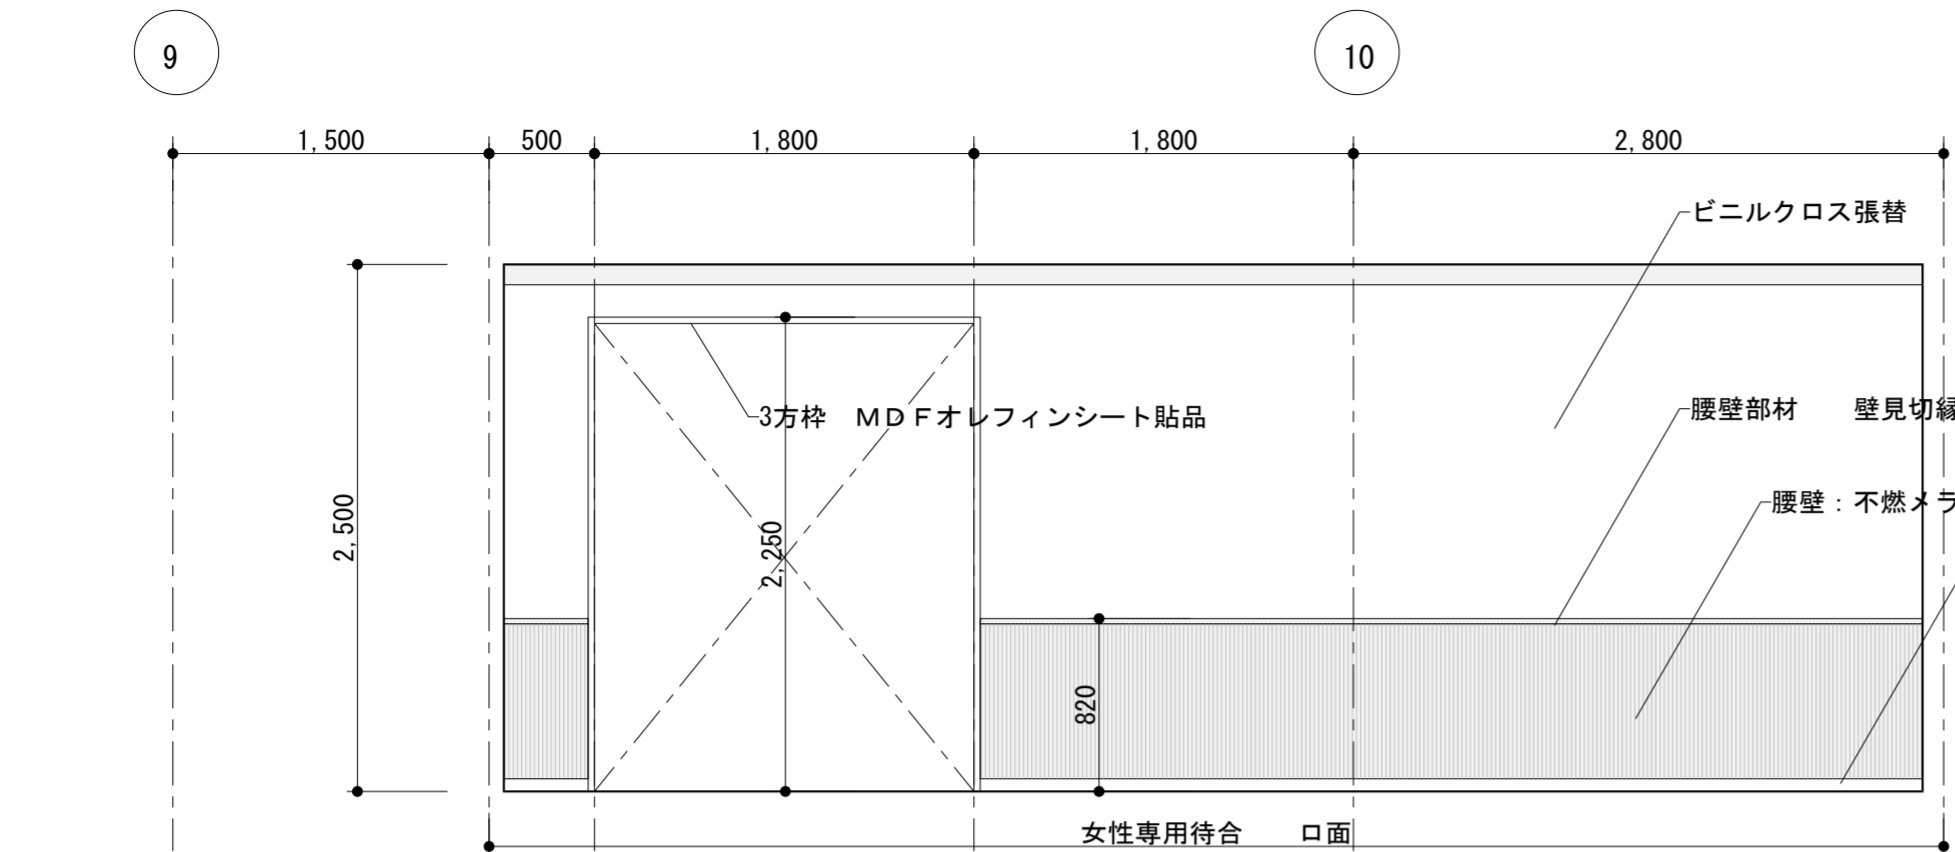 9
10
1,500
500
1,800
1,800
2,800
ビニルクロス張替
3方枠　ＭＤＦオレフィンシート貼品
腰壁部材　　壁見切縁
腰壁：不燃メラ
2,500
2,250
820
女性専用待合　　ロ面